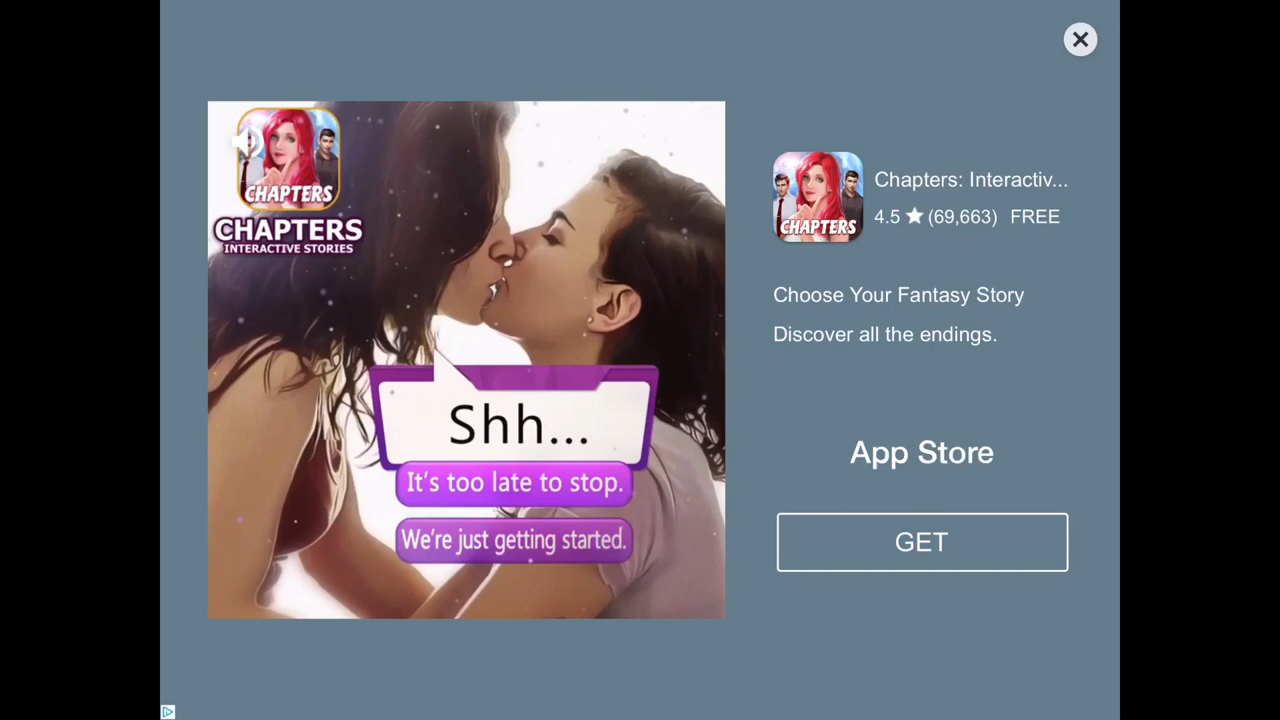 CHAPTERS
CHAPTERS
INTERACTIVE STORIES
Shh...
It's too late to stop.
We're just getting started.
CHAPTERS
Chapters: Interactiv...
4.5 ★ (69,663) FREE
Choose Your Fantasy Story
Discover all the endings.
App Store
GET